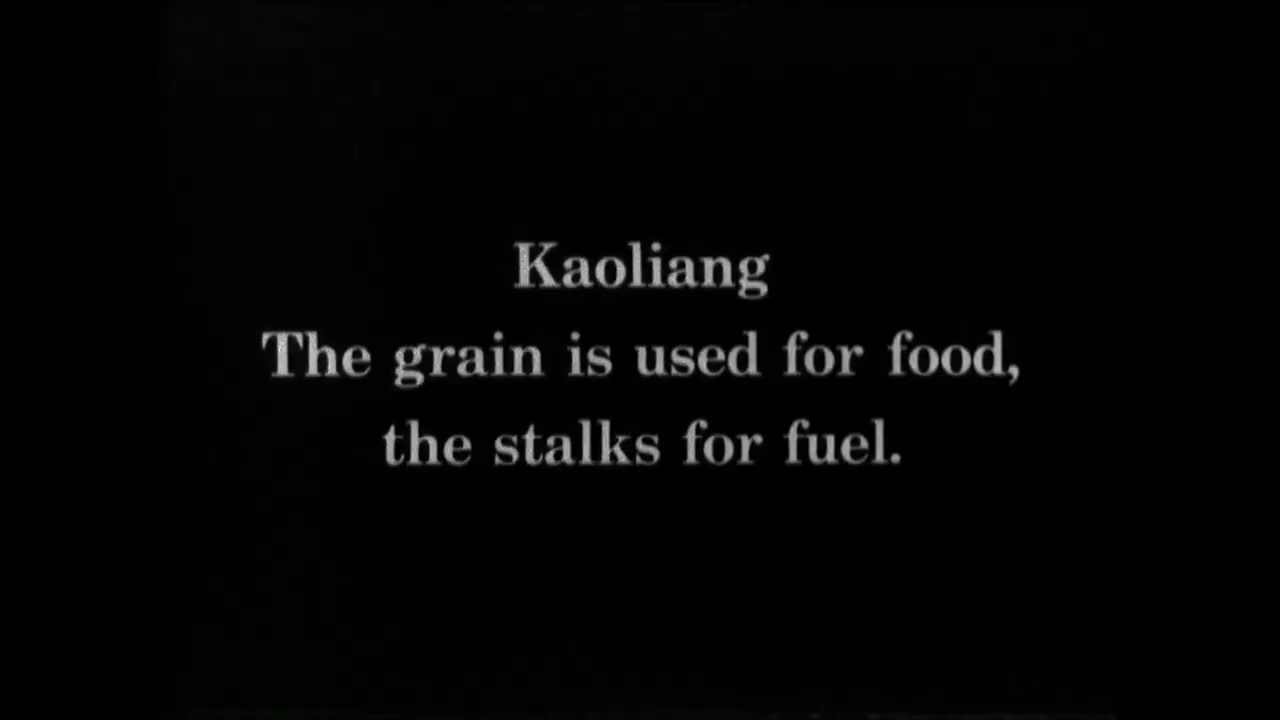 Kaoliang
The grain is used for food,
the stalks for fuel.